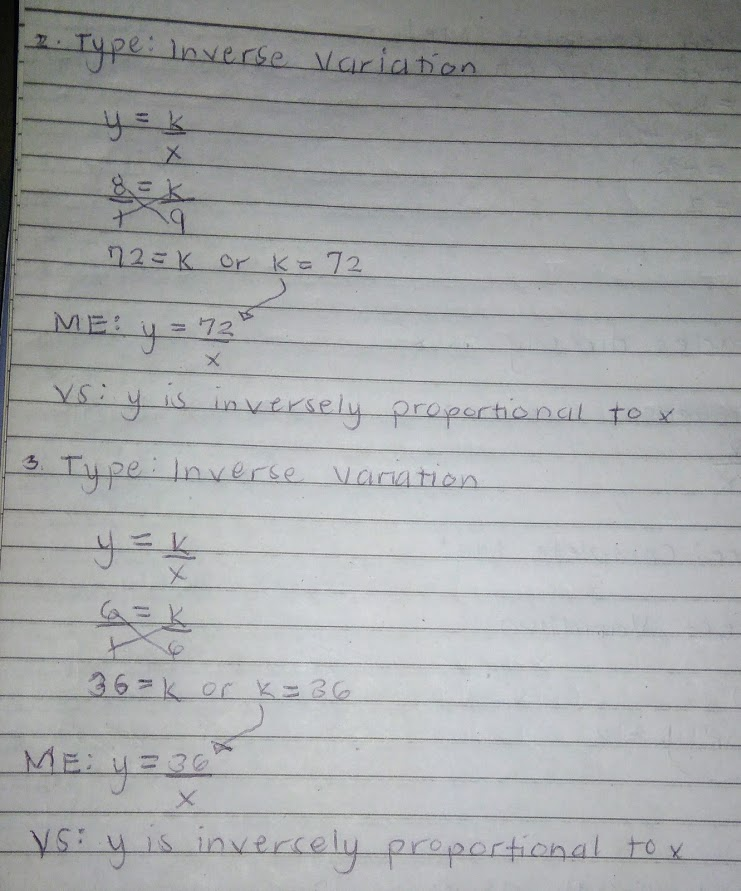 2. Type: Inverse Variation
y = k
x
8 = k
1 9
72 = k or k = 72
ME: y = 72
x
VS: y is inversely proportional to x
3. Type: Inverse variation
y = k
x
6 = k
1 6
36 = k or k = 36
ME: y = 36
x
VS: y is inversely proportional to x